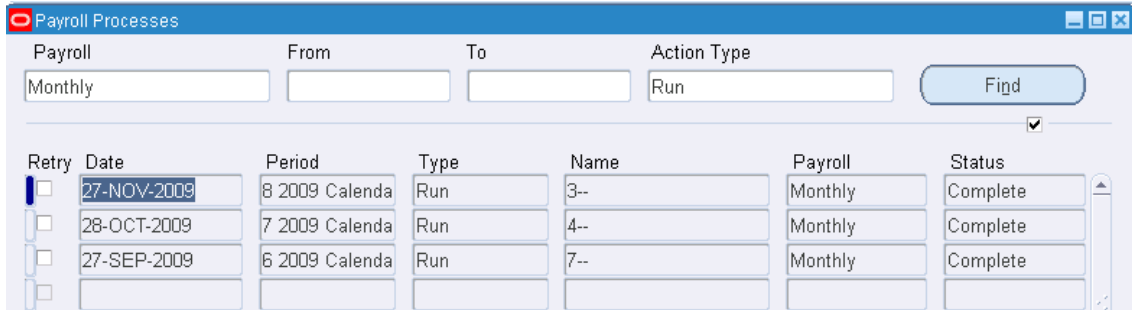 Payroll Processes
Payroll From To Action Type
Monthly Run Find
Retry Date Period Type Name Payroll Status
27-NOV-2009 8 2009 Calenda Run 3-- Monthly Complete
28-OCT-2009 7 2009 Calenda Run 4-- Monthly Complete
27-SEP-2009 6 2009 Calenda Run 7-- Monthly Complete